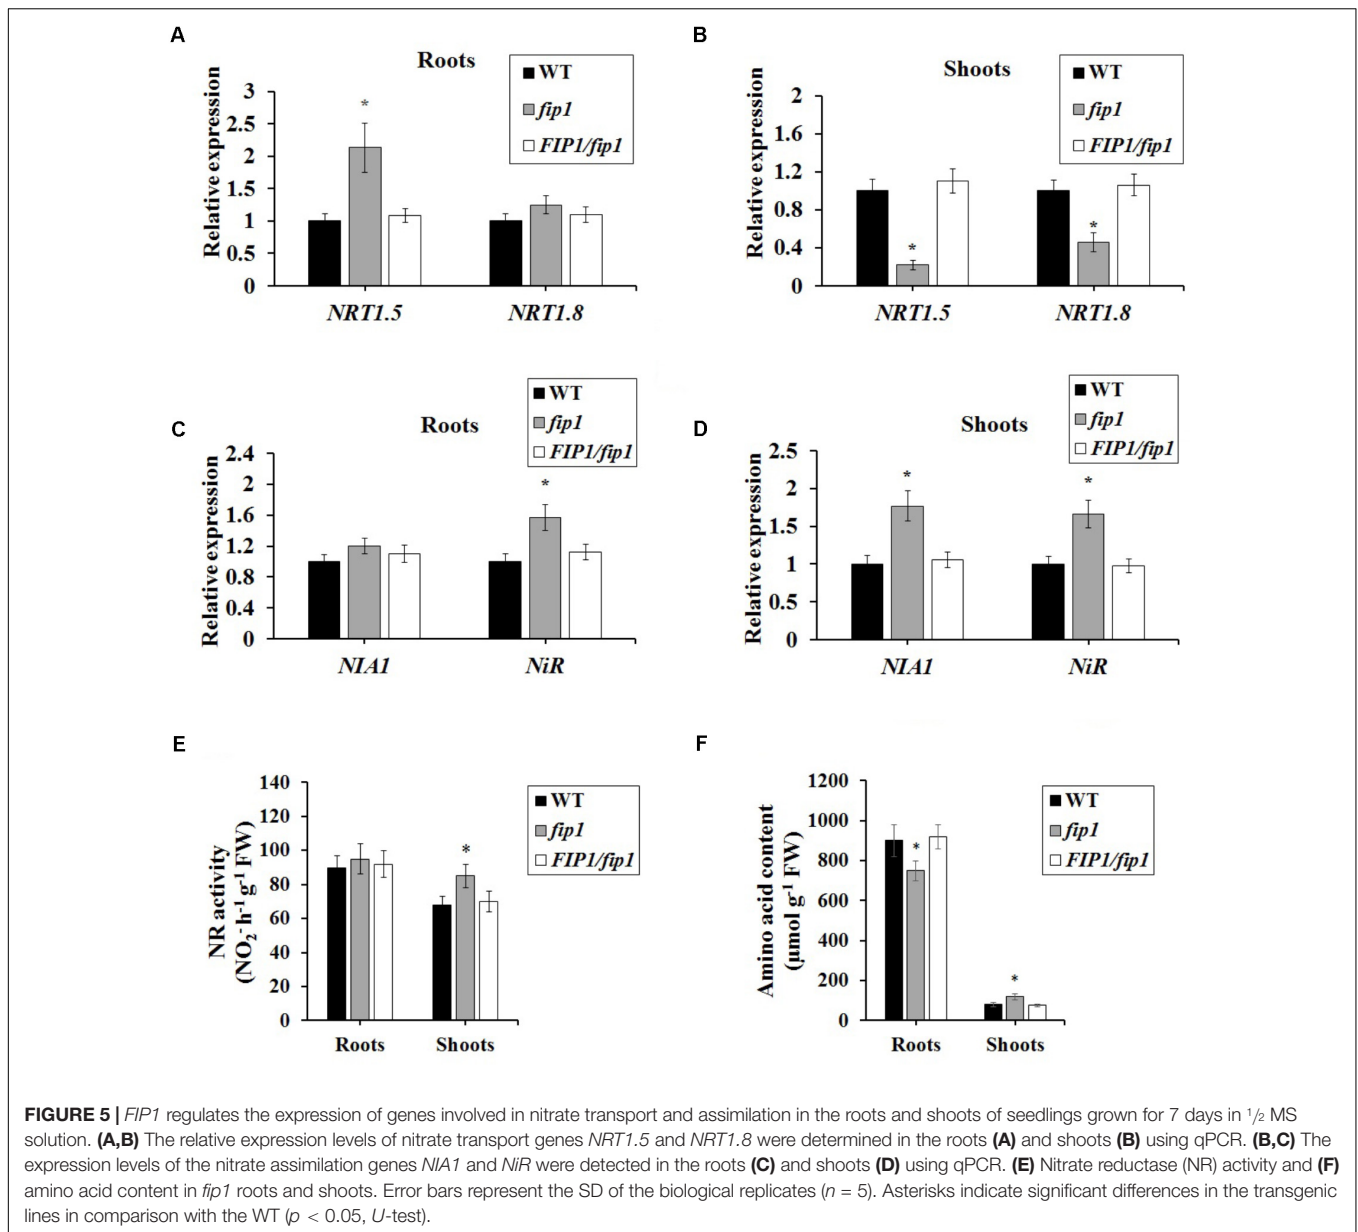 A
Roots
WT
fip1
FIP1/fip1
Relative expression
3
2.5
2
1.5
1
0.5
0
*
NRT1.5 NRT1.8
B
Shoots
WT
fip1
FIP1/fip1
Relative expression
2
1.6
1.2
0.8
0.4
0
* *
NRT1.5 NRT1.8
C
Roots
WT
fip1
FIP1/fip1
Relative expression
2.4
2
1.6
1.2
0.8
0.4
0
*
NIA1 NiR
D
Shoots
WT
fip1
FIP1/fip1
Relative expression
2.5
2
1.5
1
0.5
0
* *
NIA1 NiR
E
WT
fip1
FIP1/fip1
NR activity
(NO₂⁻ h⁻¹ g⁻¹ FW)
140
120
100
80
60
40
20
0
*
Roots Shoots
F
WT
fip1
FIP1/fip1
Amino acid content
(μmol g⁻¹ FW)
1200
1000
800
600
400
200
0
* *
Roots Shoots
FIGURE 5 | FIP1 regulates the expression of genes involved in nitrate transport and assimilation in the roots and shoots of seedlings grown for 7 days in 1/2 MS
solution. (A,B) The relative expression levels of nitrate transport genes NRT1.5 and NRT1.8 were determined in the roots (A) and shoots (B) using qPCR. (B,C) The
expression levels of the nitrate assimilation genes NIA1 and NiR were detected in the roots (C) and shoots (D) using qPCR. (E) Nitrate reductase (NR) activity and (F)
amino acid content in fip1 roots and shoots. Error bars represent the SD of the biological replicates (n = 5). Asterisks indicate significant differences in the transgenic
lines in comparison with the WT (p < 0.05, U-test).